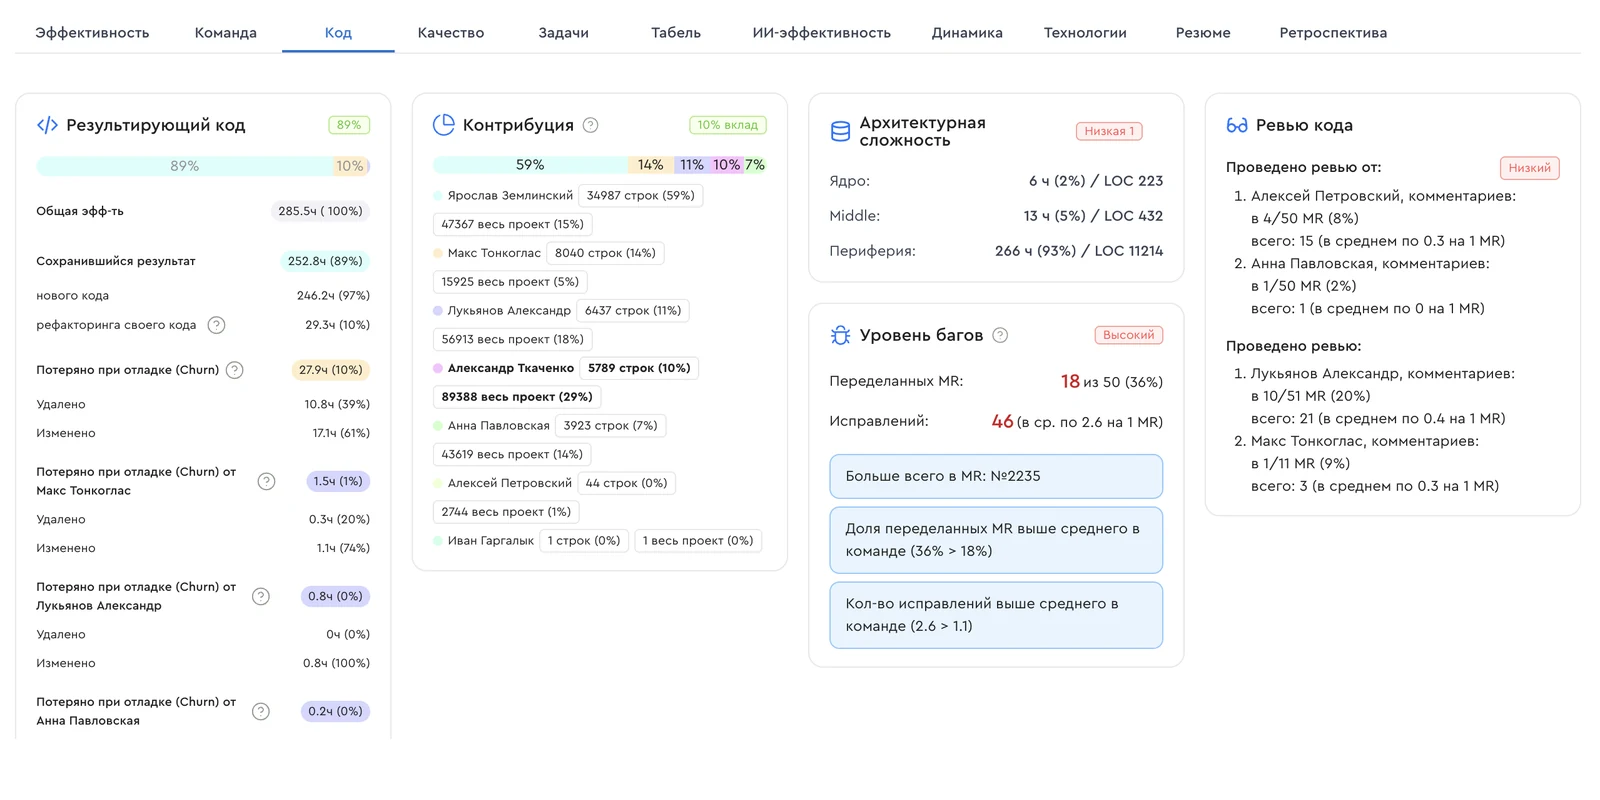 Эффективность
Команда
Код
Качество
Задачи
Табель
ИИ-эффективность
Динамика
Технологии
Резюме
Ретроспектива
Результирующий код
89%
89%
10%
Общая эфф-ть
285.5ч ( 100%)
Сохранившийся результат
252.8ч (89%)
нового кода
246.2ч (97%)
рефакторинга своего кода ?
29.3ч (10%)
Потеряно при отладке (Churn) ?
27.9ч (10%)
Удалено
10.8ч (39%)
Изменено
17.1ч (61%)
Потеряно при отладке (Churn) от
Макс Тонкоглас
?
1.5ч (1%)
Удалено
0.3ч (20%)
Изменено
1.1ч (74%)
Потеряно при отладке (Churn) от
Лукьянов Александр
?
0.8ч (0%)
Удалено
0ч (0%)
Изменено
0.8ч (100%)
Потеряно при отладке (Churn) от
Анна Павловская
?
0.2ч (0%)
Контрибуция ?
10% вклад
59%
14%
11%
10%
7%
Ярослав Землинский 34987 строк (59%)
47367 весь проект (15%)
Макс Тонкоглас 8040 строк (14%)
15925 весь проект (5%)
Лукьянов Александр 6437 строк (11%)
56913 весь проект (18%)
Александр Ткаченко 5789 строк (10%)
89388 весь проект (29%)
Анна Павловская 3923 строк (7%)
43619 весь проект (14%)
Алексей Петровский 44 строк (0%)
2744 весь проект (1%)
Иван Гаргалык 1 строк (0%) 1 весь проект (0%)
Архитектурная
сложность
Низкая 1
Ядро:
6 ч (2%) / LOC 223
Middle:
13 ч (5%) / LOC 432
Периферия:
266 ч (93%) / LOC 11214
Уровень багов ?
Высокий
Переделанных MR:
18 из 50 (36%)
Исправлений:
46 (в ср. по 2.6 на 1 MR)
Больше всего в MR: №2235
Доля переделанных MR выше среднего в
команде (36% > 18%)
Кол-во исправлений выше среднего в
команде (2.6 > 1.1)
Ревью кода
Проведено ревью от:
Низкий
1. Алексей Петровский, комментариев:
в 4/50 MR (8%)
всего: 15 (в среднем по 0.3 на 1 MR)
2. Анна Павловская, комментариев:
в 1/50 MR (2%)
всего: 1 (в среднем по 0 на 1 MR)
Проведено ревью:
1. Лукьянов Александр, комментариев:
в 10/51 MR (20%)
всего: 21 (в среднем по 0.4 на 1 MR)
2. Макс Тонкоглас, комментариев:
в 1/11 MR (9%)
всего: 3 (в среднем по 0.3 на 1 MR)